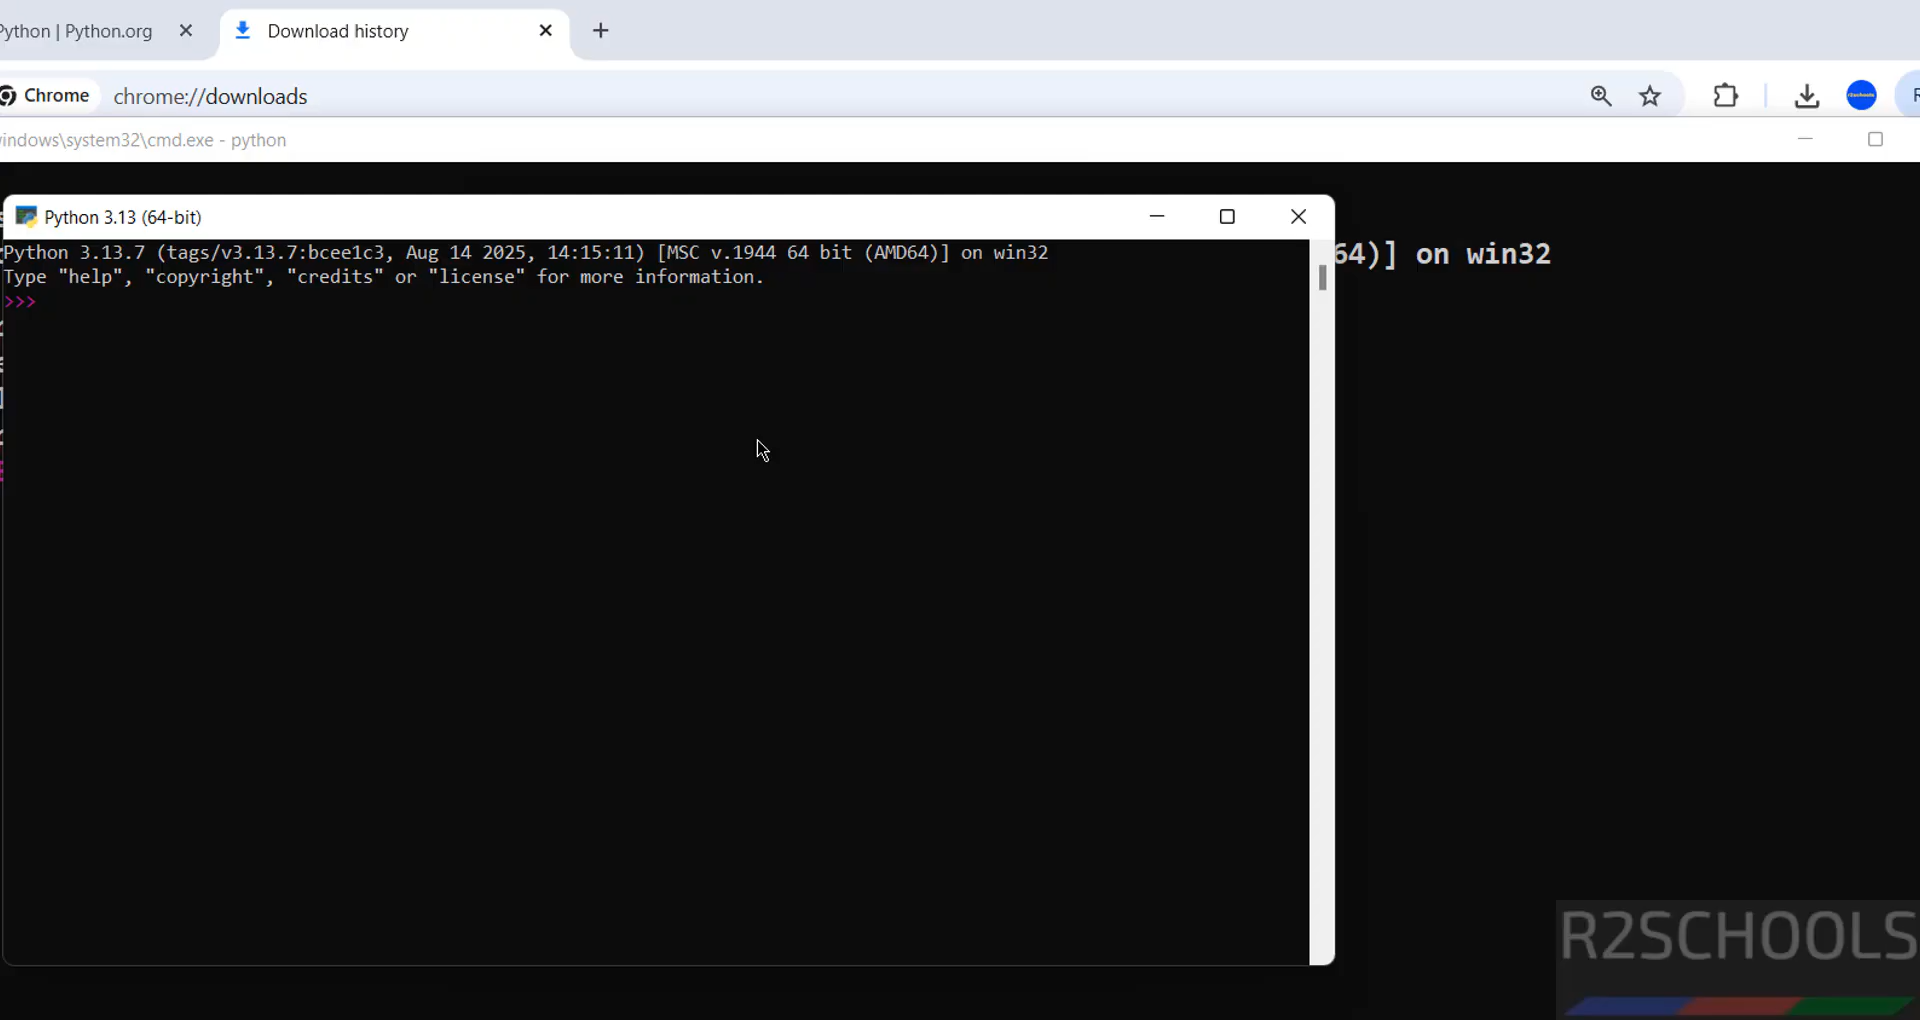 Python | Python.org
Download history
Chrome
chrome://downloads
indows\system32\cmd.exe - python
Python 3.13 (64-bit)
Python 3.13.7 (tags/v3.13.7:bcee1c3, Aug 14 2025, 14:15:11) [MSC v.1944 64 bit (AMD64)] on win32
64)] on win32
Type "help", "copyright", "credits" or "license" for more information.
>>>
R2SCHOOLS